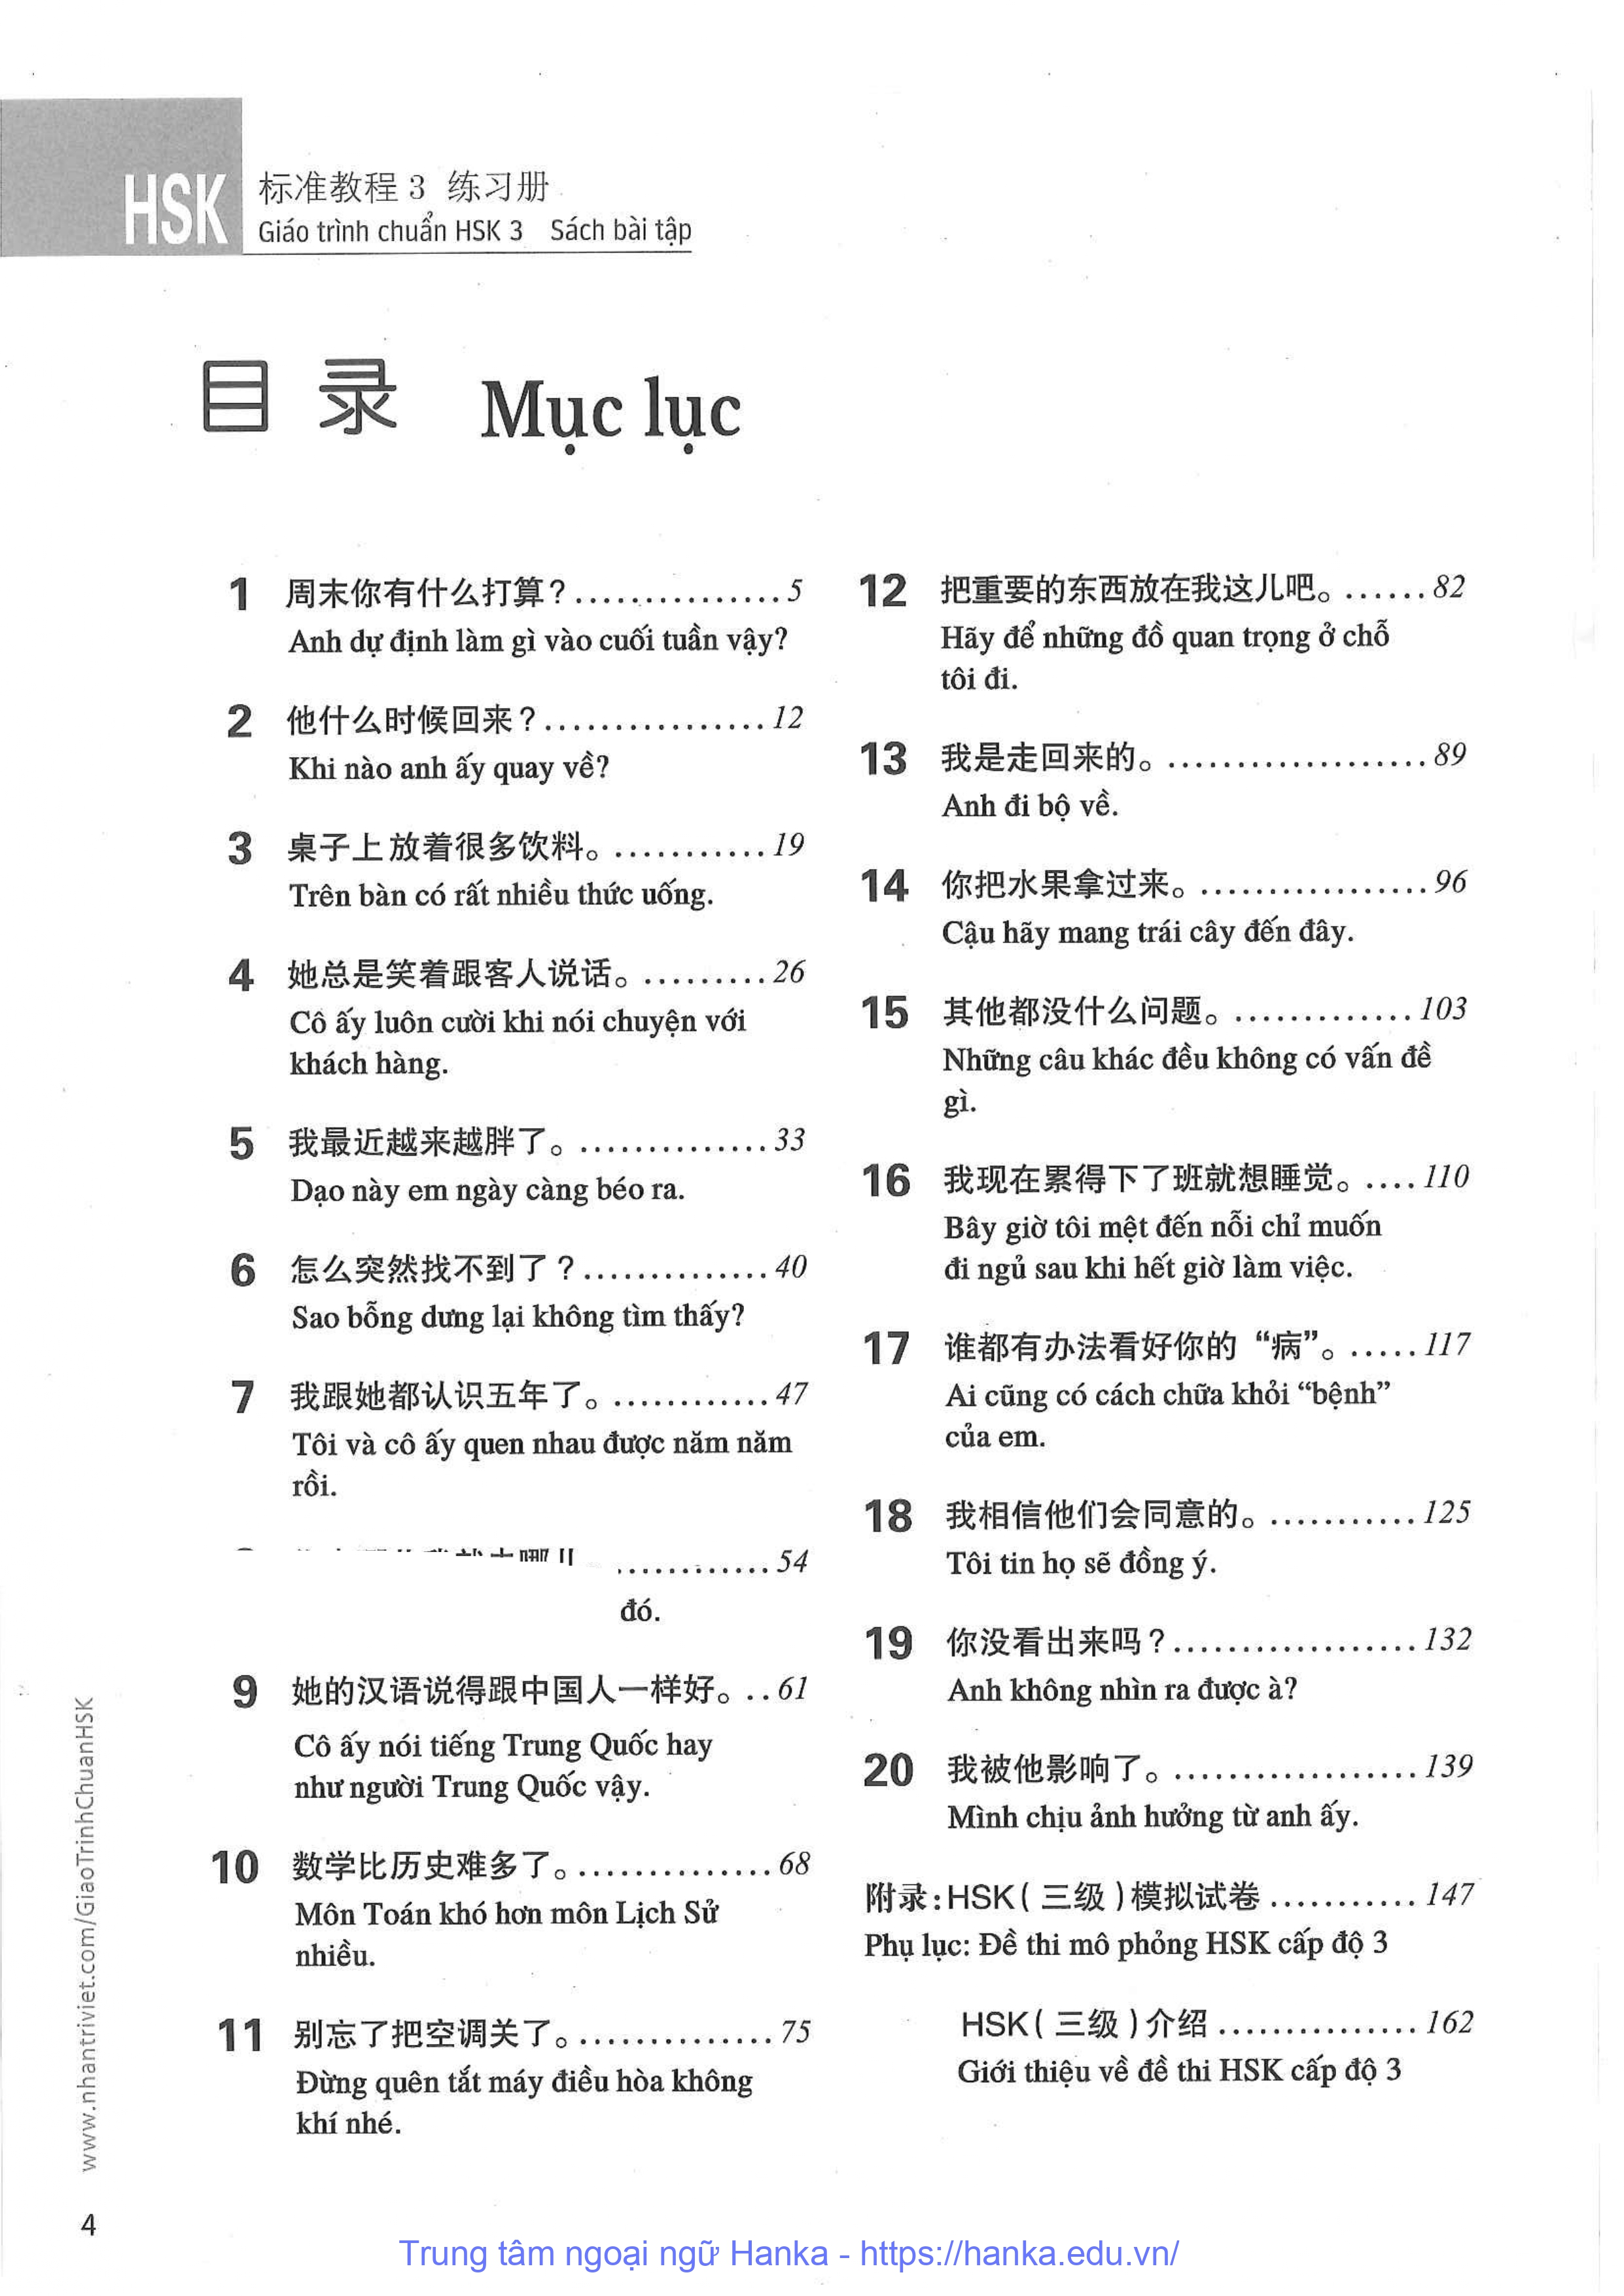 HSK
标准教程 3 练习册
Giáo trình chuẩn HSK 3 Sách bài tập
目录 Mục lục
1 周末你有什么打算？...............5
Anh dự định làm gì vào cuối tuần vậy?
2 他什么时候回来？................12
Khi nào anh ấy quay về?
3 桌子上放着很多饮料。...........19
Trên bàn có rất nhiều thức uống.
4 她总是笑着跟客人说话。.........26
Cô ấy luôn cười khi nói chuyện với
khách hàng.
5 我最近越来越胖了。..............33
Dạo này em ngày càng béo ra.
6 怎么突然找不到了？..............40
Sao bỗng dưng lại không tìm thấy?
7 我跟她都认识五年了。............47
Tôi và cô ấy quen nhau được năm năm
rồi.
............54
đó.
9 她的汉语说得跟中国人一样好。..61
Cô ấy nói tiếng Trung Quốc hay
như người Trung Quốc vậy.
10 数学比历史难多了。..............68
Môn Toán khó hơn môn Lịch Sử
nhiều.
11 别忘了把空调关了。..............75
Đừng quên tắt máy điều hòa không
khí nhé.
12 把重要的东西放在我这儿吧。......82
Hãy để những đồ quan trọng ở chỗ
tôi đi.
13 我是走回来的。...................89
Anh đi bộ về.
14 你把水果拿过来。.................96
Cậu hãy mang trái cây đến đây.
15 其他都没什么问题。.............103
Những câu khác đều không có vấn đề
gì.
16 我现在累得下了班就想睡觉。....110
Bây giờ tôi mệt đến nỗi chỉ muốn
đi ngủ sau khi hết giờ làm việc.
17 谁都有办法看好你的“病”。.....117
Ai cũng có cách chữa khỏi “bệnh”
của em.
18 我相信他们会同意的。...........125
Tôi tin họ sẽ đồng ý.
19 你没看出来吗？..................132
Anh không nhìn ra được à?
20 我被他影响了。..................139
Mình chịu ảnh hưởng từ anh ấy.
附录：HSK（三级）模拟试卷...........147
Phụ lục: Đề thi mô phỏng HSK cấp độ 3
HSK（三级）介绍...............162
Giới thiệu về đề thi HSK cấp độ 3
www.nhantriviet.com/GiaoTrinhChuanHSK
4
Trung tâm ngoại ngữ Hanka - https://hanka.edu.vn/